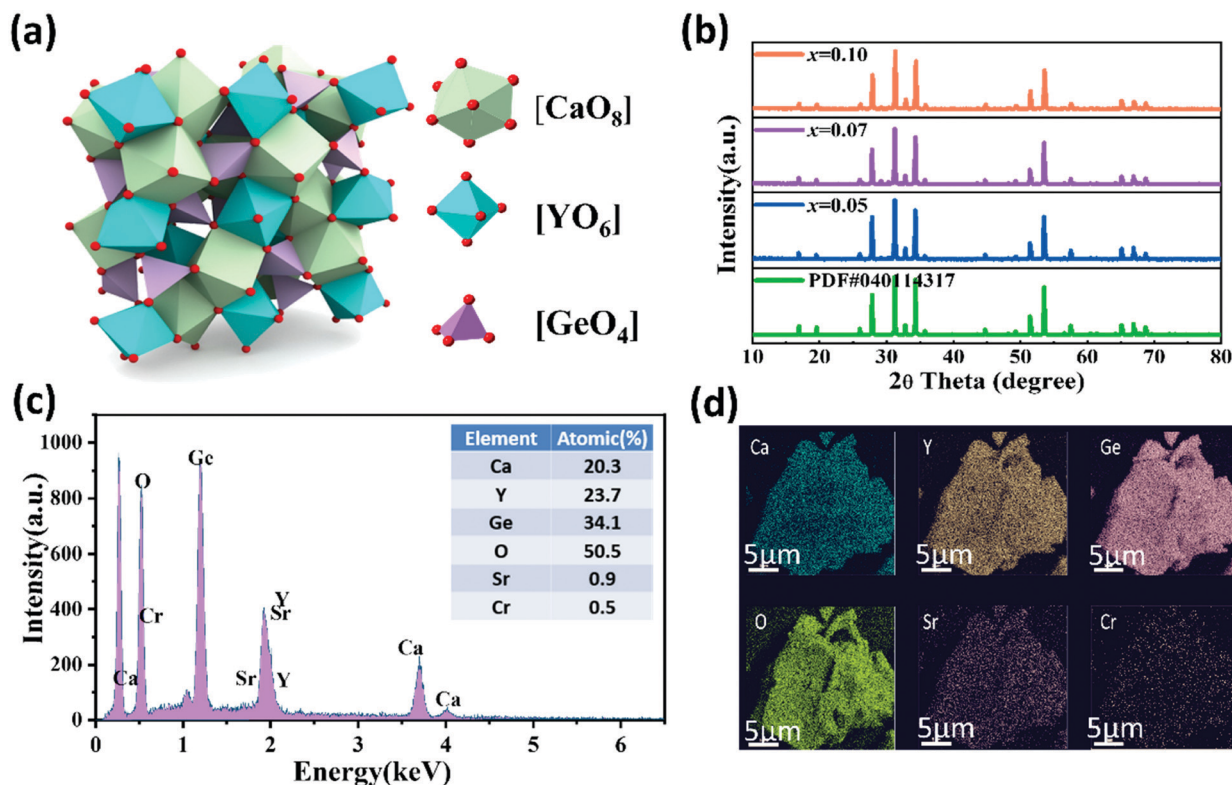 (a)
[CaO8]
[YO6]
[GeO4]
(b)
x=0.10
x=0.07
x=0.05
PDF#040114317
Intensity(a.u.)
10 20 30 40 50 60 70 80
2θ Theta (degree)
(c)
1000
800
600
400
200
0
Intensity(a.u.)
Ca
O
Cr
Ge
Sr
Y
Sr
Y
Ca
Ca
0 1 2 3 4 5 6
Energy(keV)
Element Atomic(%)
Ca 20.3
Y 23.7
Ge 34.1
O 50.5
Sr 0.9
Cr 0.5
(d)
Ca
5μm
Y
5μm
Ge
5μm
O
5μm
Sr
5μm
Cr
5μm